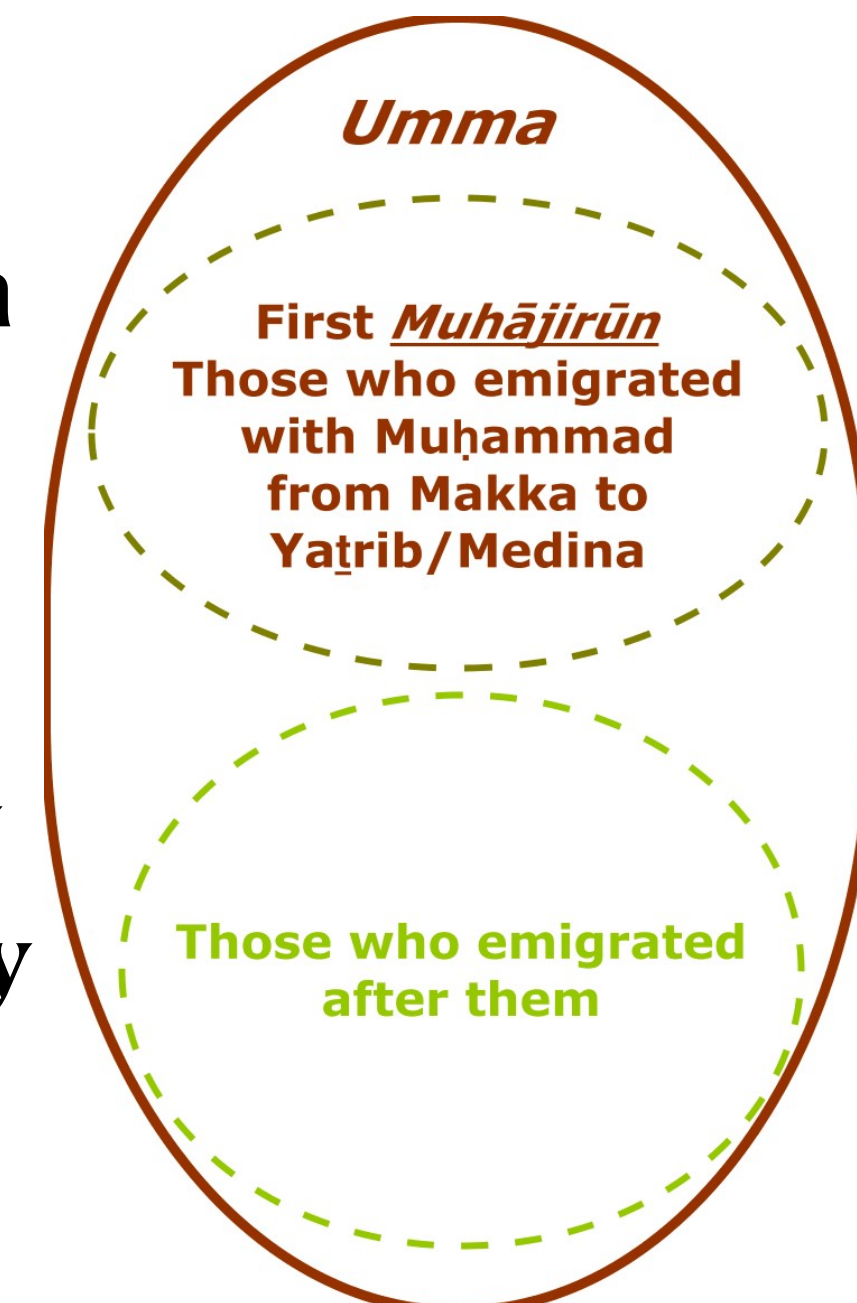 Umma
First Muhājirūn
Those who emigrated
with Muḥammad
from Makka to
Yaṯrib/Medina
Those who emigrated
after them